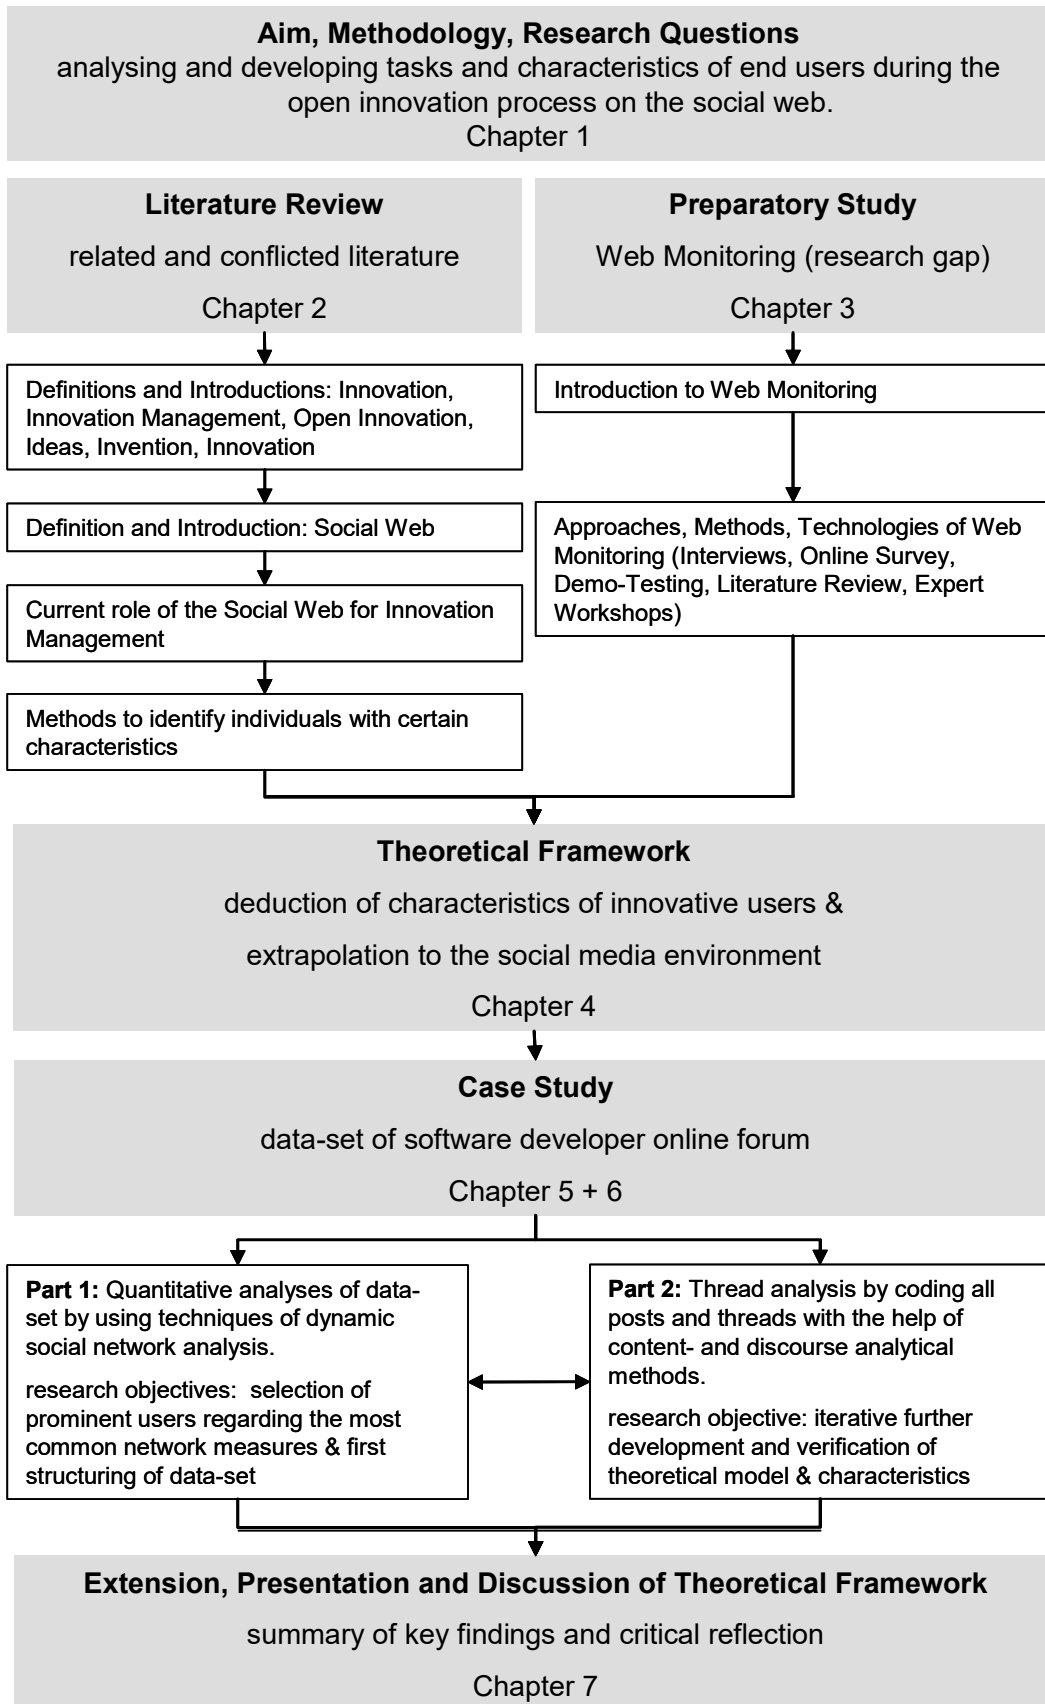 Aim, Methodology, Research Questions
analysing and developing tasks and characteristics of end users during the
open innovation process on the social web.
Chapter 1
Literature Review
related and conflicted literature
Chapter 2
Preparatory Study
Web Monitoring (research gap)
Chapter 3
Definitions and Introductions: Innovation,
Innovation Management, Open Innovation,
Ideas, Invention, Innovation
Definition and Introduction: Social Web
Current role of the Social Web for Innovation
Management
Methods to identify individuals with certain
characteristics
Introduction to Web Monitoring
Approaches, Methods, Technologies of Web
Monitoring (Interviews, Online Survey,
Demo-Testing, Literature Review, Expert
Workshops)
Theoretical Framework
deduction of characteristics of innovative users &
extrapolation to the social media environment
Chapter 4
Case Study
data-set of software developer online forum
Chapter 5 + 6
Part 1: Quantitative analyses of data-
set by using techniques of dynamic
social network analysis.
research objectives:  selection of
prominent users regarding the most
common network measures & first
structuring of data-set
Part 2: Thread analysis by coding all
posts and threads with the help of
content- and discourse analytical
methods.
research objective: iterative further
development and verification of
theoretical model & characteristics
Extension, Presentation and Discussion of Theoretical Framework
summary of key findings and critical reflection
Chapter 7